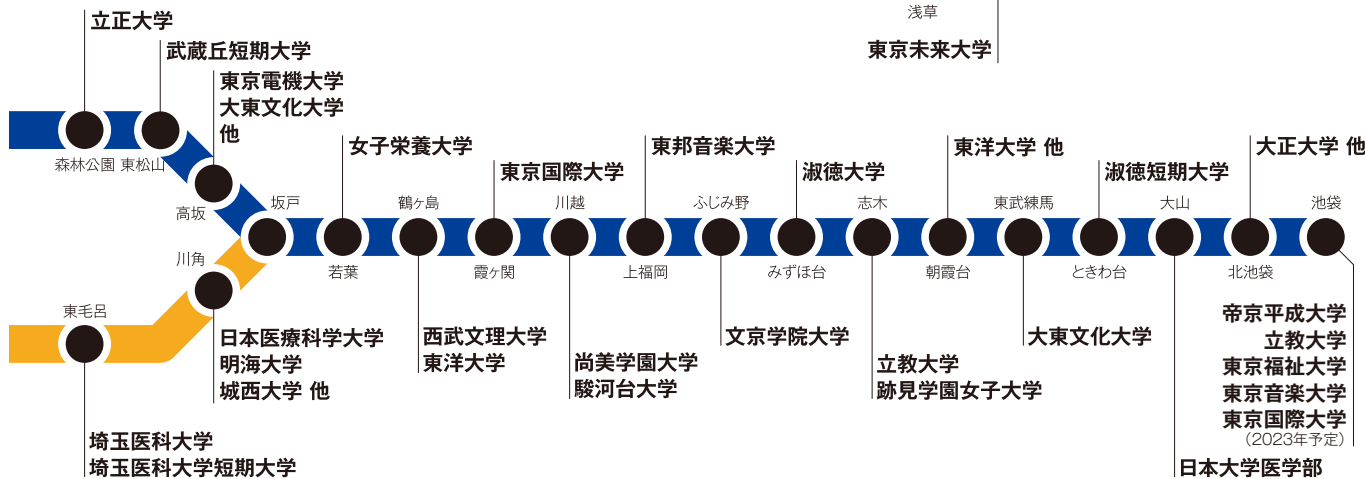 浅草
東京未来大学
立正大学
武蔵丘短期大学
東京電機大学
大東文化大学
他
森林公園
東松山
高坂
坂戸
女子栄養大学
若葉
鶴ヶ島
西武文理大学
東洋大学
東京国際大学
霞ヶ関
川越
尚美学園大学
駿河台大学
東邦音楽大学
上福岡
ふじみ野
文京学院大学
淑徳大学
みずほ台
志木
立教大学
跡見学園女子大学
東洋大学 他
朝霞台
東武練馬
大東文化大学
淑徳短期大学
ときわ台
大山
日本大学医学部
大正大学 他
北池袋
池袋
帝京平成大学
立教大学
東京福祉大学
東京音楽大学
東京国際大学
(2023年予定)
川角
日本医療科学大学
明海大学
城西大学 他
東毛呂
埼玉医科大学
埼玉医科大学短期大学